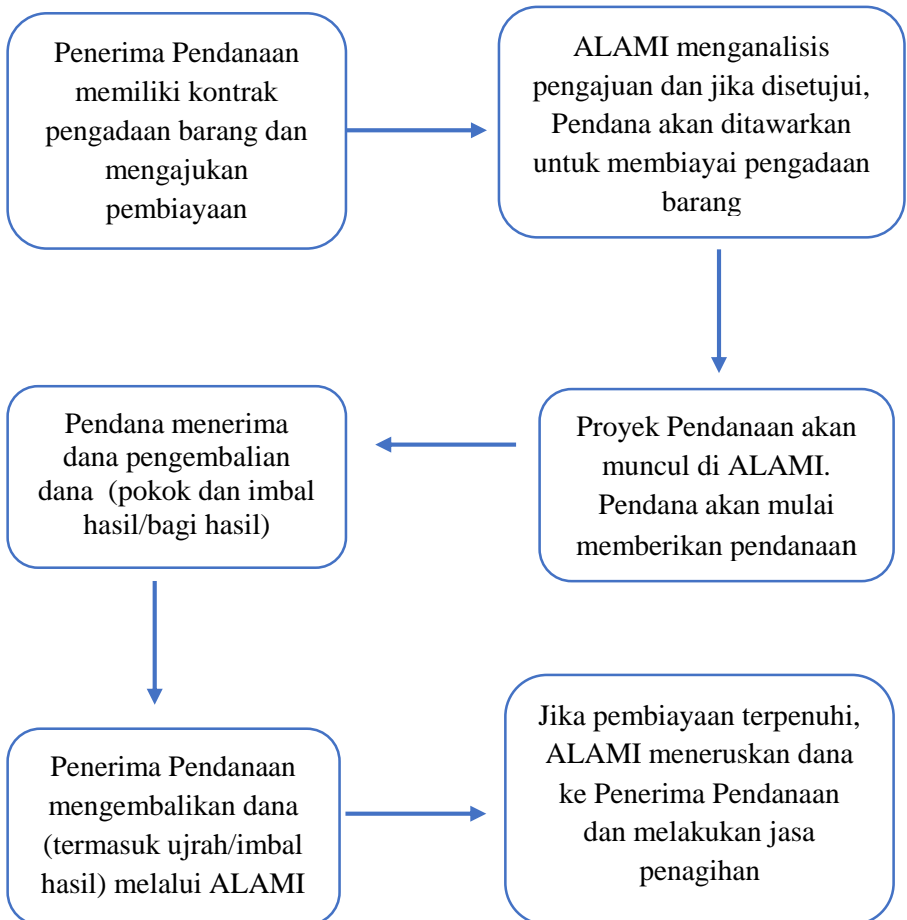 Penerima Pendanaan
memiliki kontrak
pengadaan barang dan
mengajukan
pembiayaan
ALAMI menganalisis
pengajuan dan jika disetujui,
Pendana akan ditawarkan
untuk membiayai pengadaan
barang
Proyek Pendanaan akan
muncul di ALAMI.
Pendana akan mulai
memberikan pendanaan
Pendana menerima
dana pengembalian
dana (pokok dan imbal
hasil/bagi hasil)
Penerima Pendanaan
mengembalikan dana
(termasuk ujrah/imbal
hasil) melalui ALAMI
Jika pembiayaan terpenuhi,
ALAMI meneruskan dana
ke Penerima Pendanaan
dan melakukan jasa
penagihan